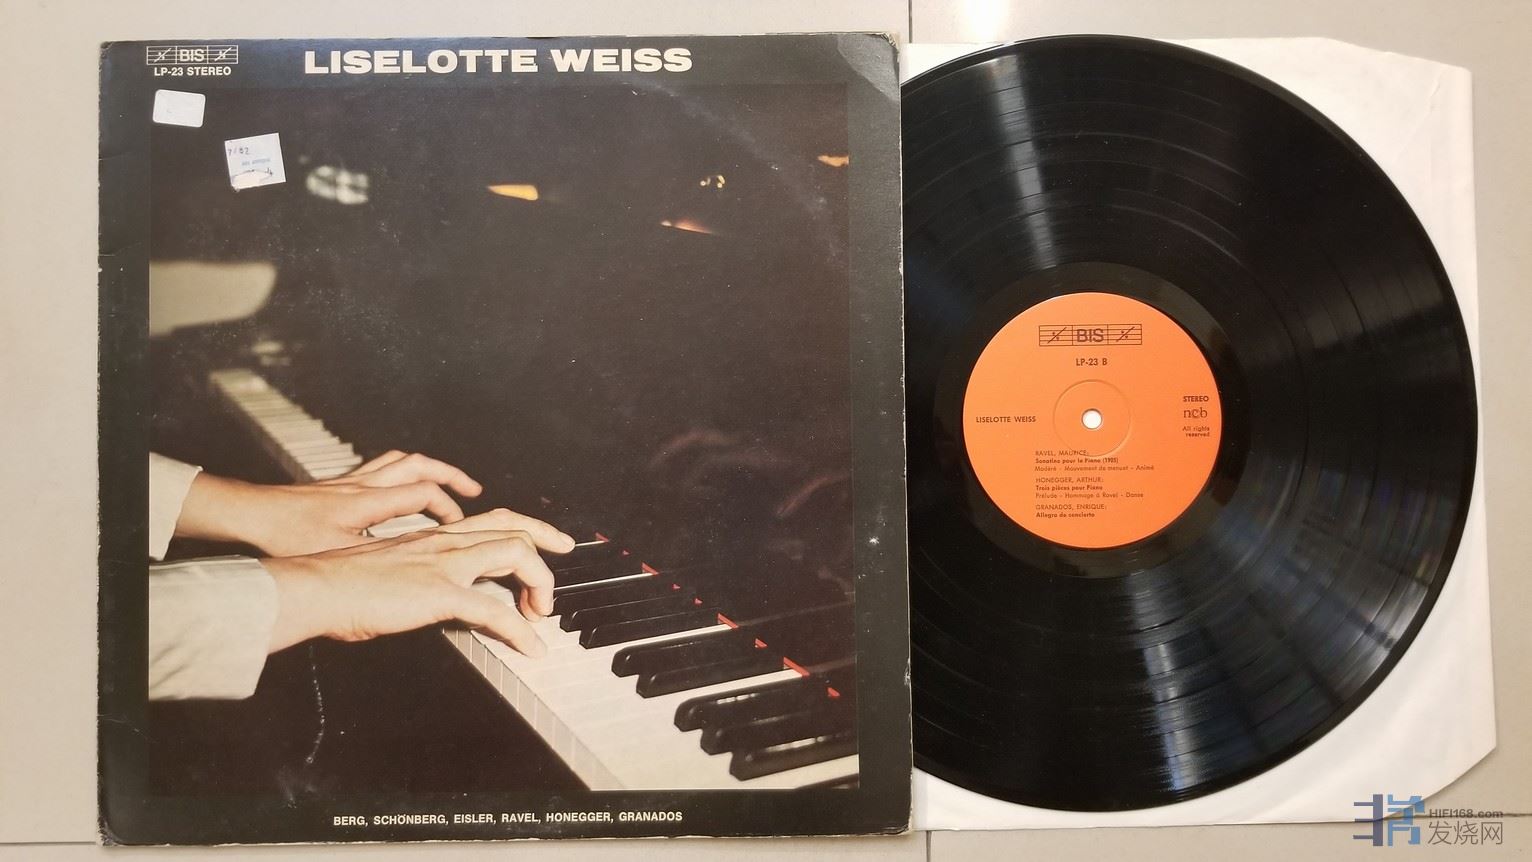 BIS
LP-23 STEREO
LISELOTTE WEISS
7/82
BERG, SCHÖNBERG, EISLER, RAVEL, HONEGGER, GRANADOS
BIS
LP-23 B
STEREO
ncb
All rights
reserved
LISELOTTE WEISS
RAVEL, MAURICE:
Sonatine pour le Piano (1905)
Modéré - Mouvement de menuet - Animé
HONEGGER, ARTHUR:
Trois pièces pour Piano
Prélude - Hommage à Ravel - Danse
GRANADOS, ENRIQUE:
Allegro de concierto
HIFI168.com
发烧网